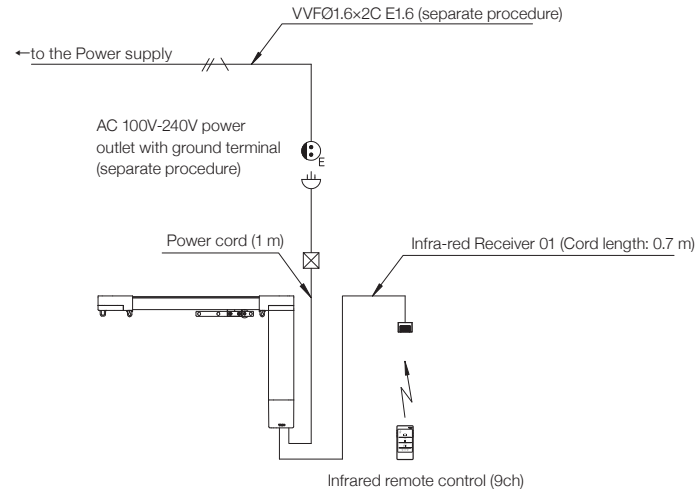 VVFØ1.6×2C E1.6 (separate procedure)
←to the Power supply
AC 100V-240V power
outlet with ground terminal
(separate procedure)
E
Power cord (1 m)
Infra-red Receiver 01 (Cord length: 0.7 m)
Infrared remote control (9ch)